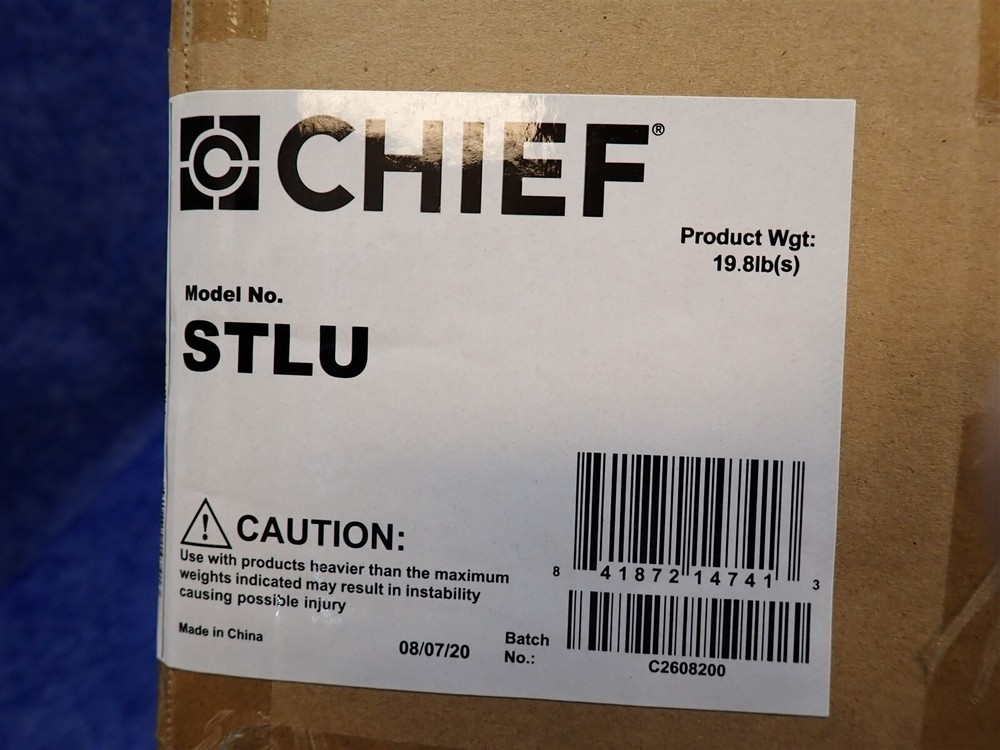 CHIEF®
Product Wgt:
19.8lb(s)
Model No.
STLU
CAUTION:
Use with products heavier than the maximum
weights indicated may result in instability
causing possible injury
Made in China
08/07/20
8 41872 14741 3
Batch
No.:
C2608200